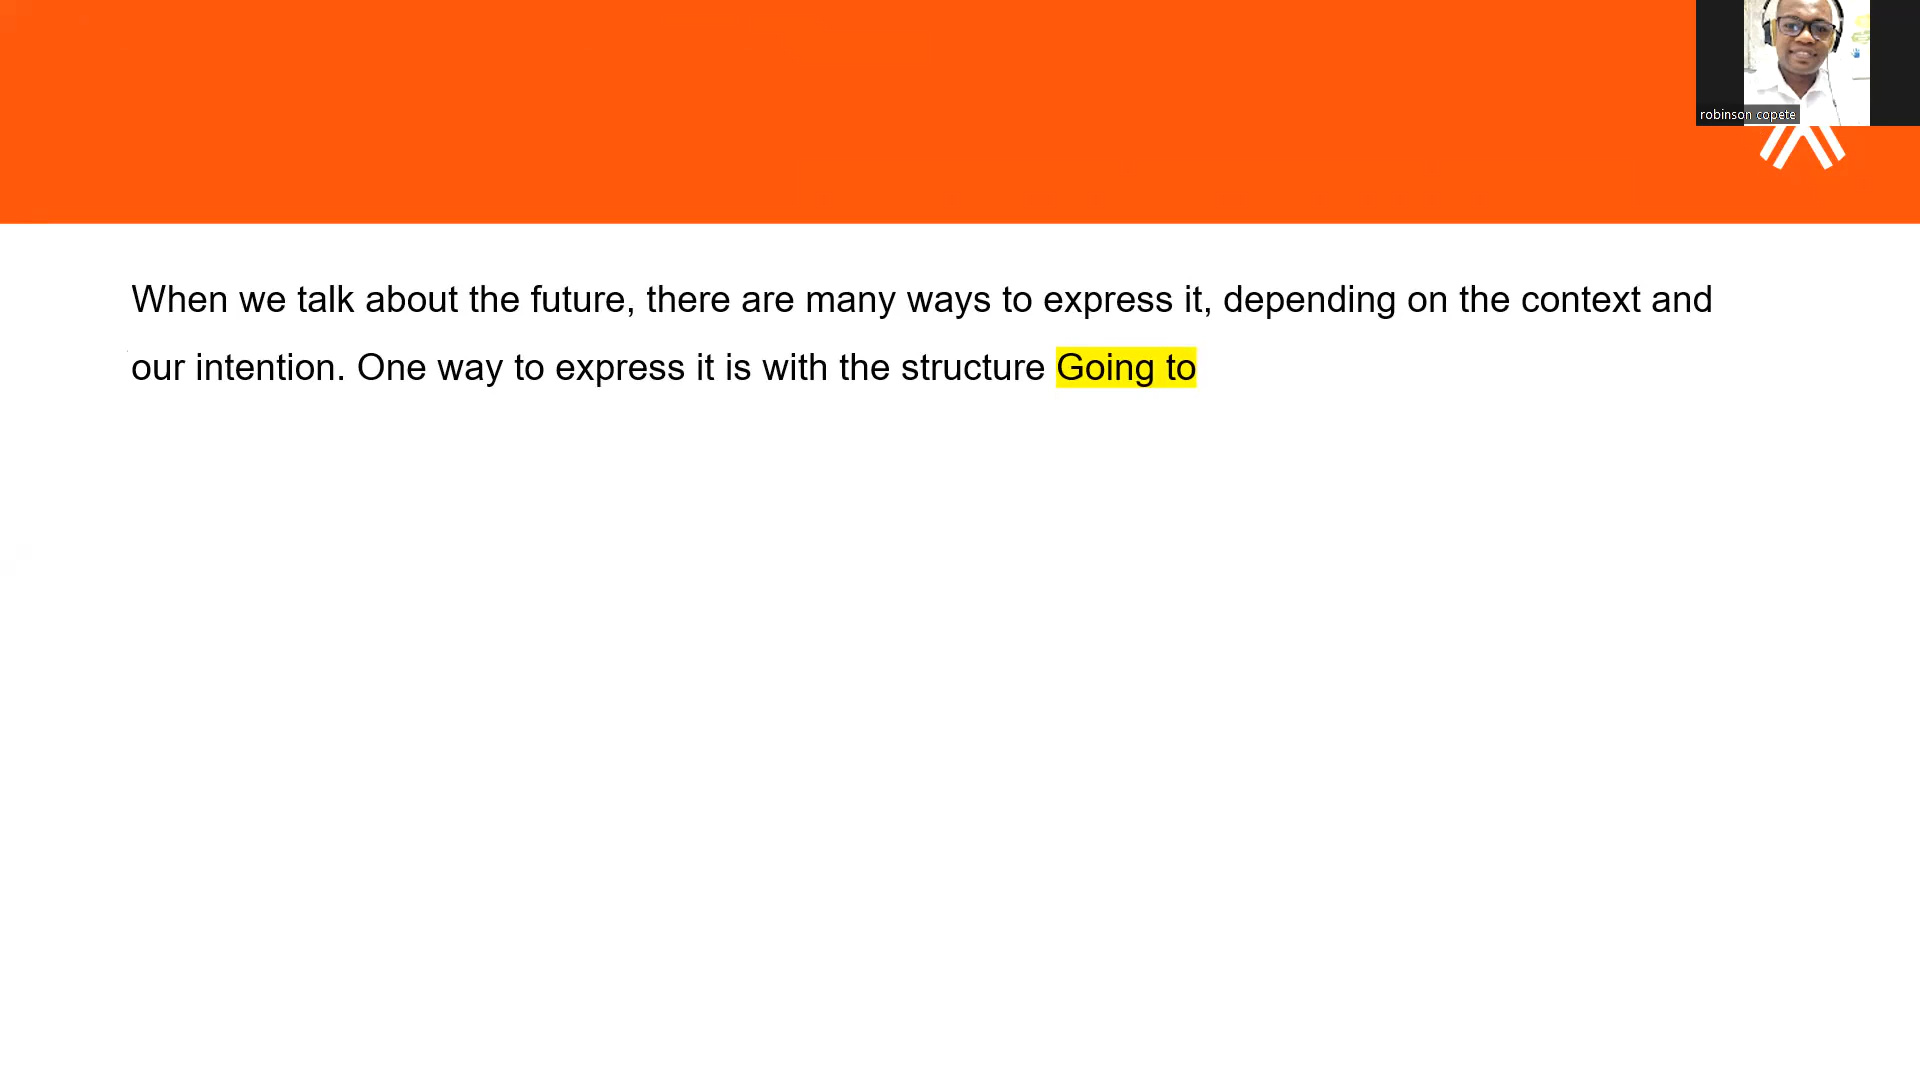 robinson copete
When we talk about the future, there are many ways to express it, depending on the context and
our intention. One way to express it is with the structure Going to